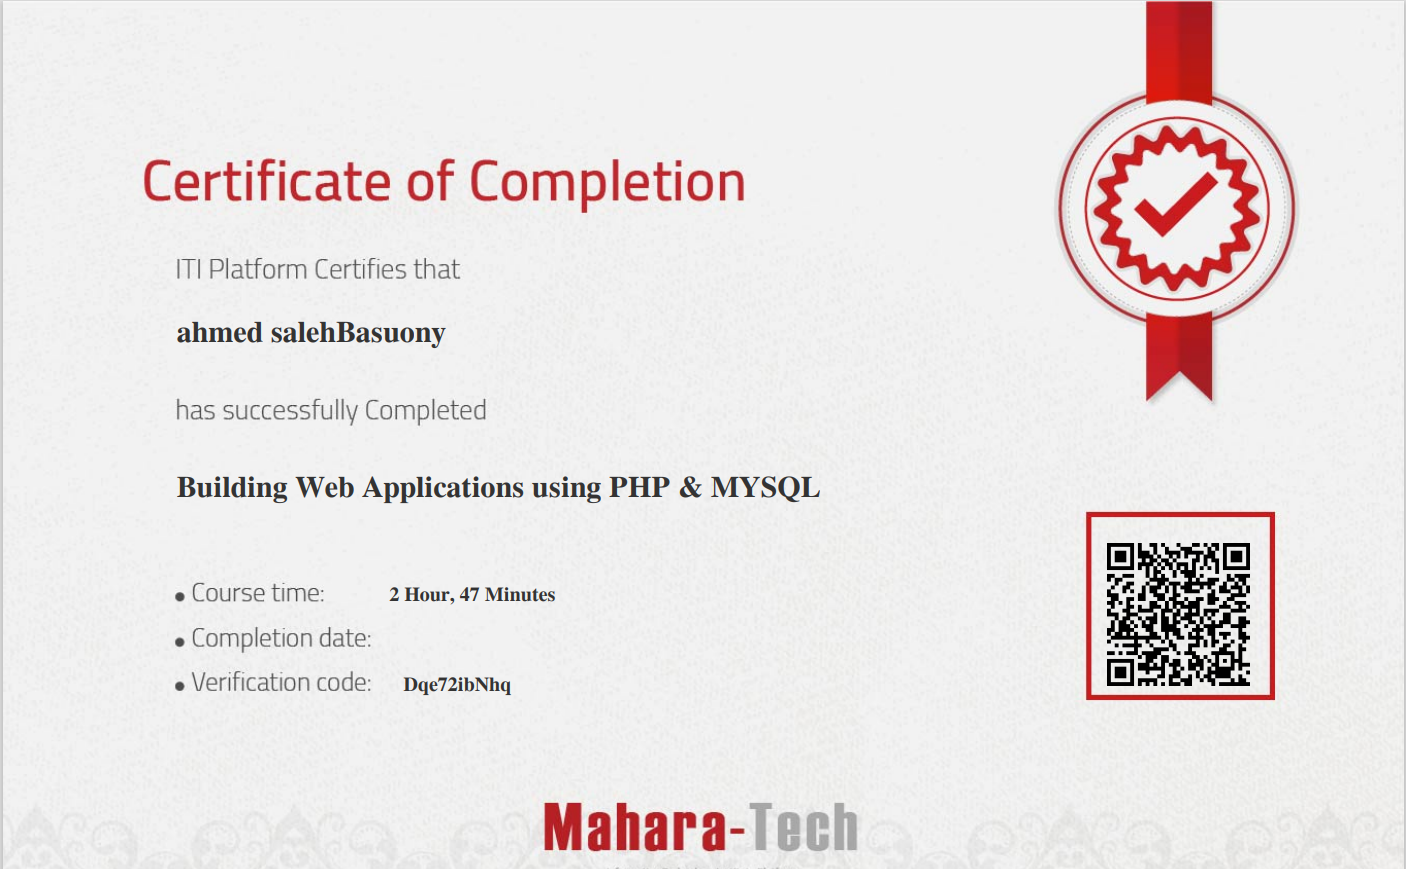 Certificate of Completion
ITI Platform Certifies that
ahmed salehBasuony
has successfully Completed
Building Web Applications using PHP & MYSQL
Course time: 2 Hour, 47 Minutes
Completion date:
Verification code: Dqe72ibNhq
Mahara-Tech